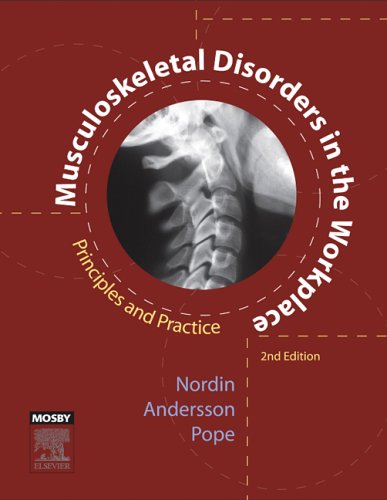 Musculoskeletal Disorders in the Workplace
Principles and Practice
2nd Edition
Nordin
Andersson
Pope
MOSBY
ELSEVIER